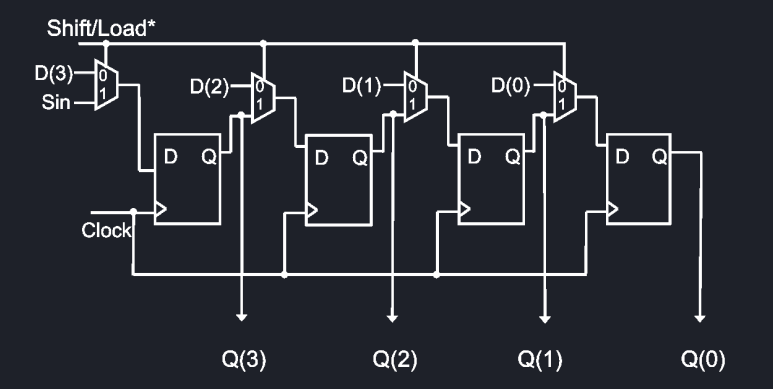 Shift/Load*
D(3) 0 D(2) 0 D(1) 0 D(0) 0
Sin 1 1 1 1
D Q D Q D Q D Q
Clock
Q(3) Q(2) Q(1) Q(0)